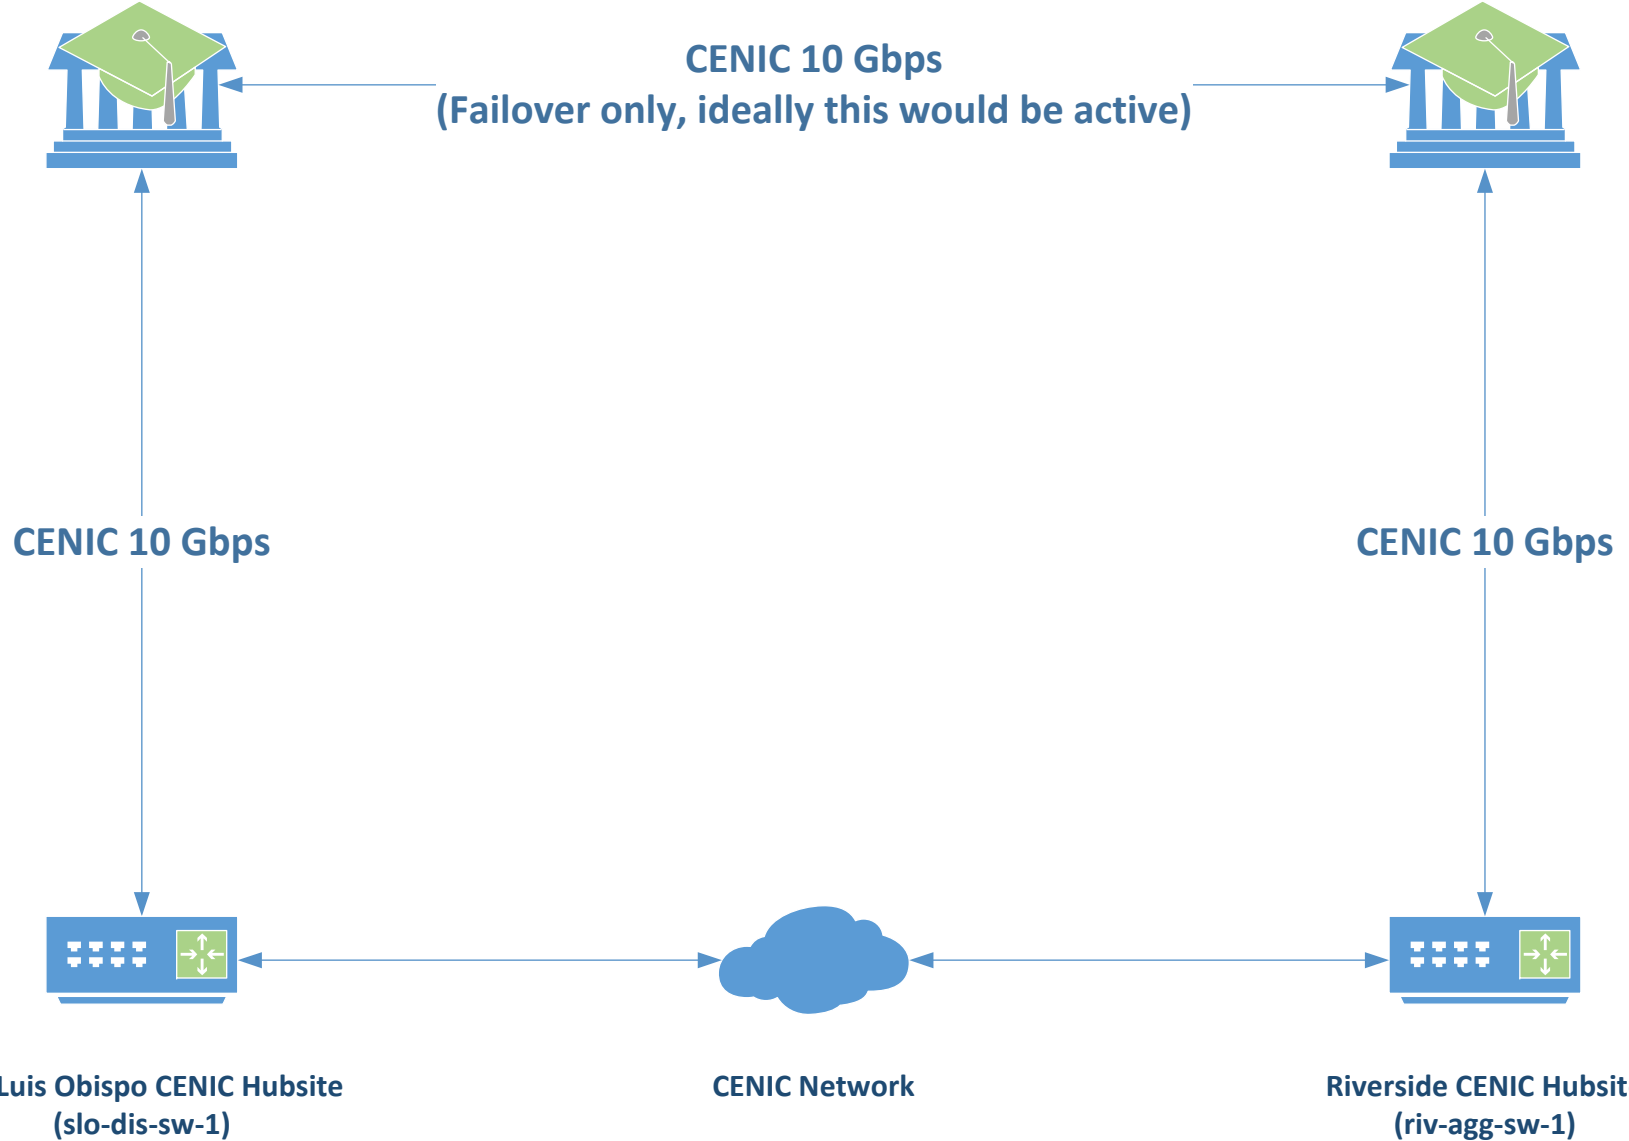 CENIC 10 Gbps
(Failover only, ideally this would be active)
CENIC 10 Gbps
CENIC 10 Gbps
Luis Obispo CENIC Hubsite
(slo-dis-sw-1)
CENIC Network
Riverside CENIC Hubsit
(riv-agg-sw-1)